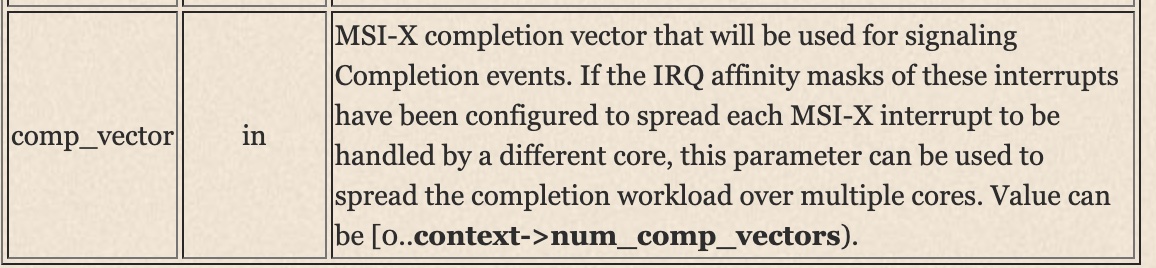 comp_vector
in
MSI-X completion vector that will be used for signaling
Completion events. If the IRQ affinity masks of these interrupts
have been configured to spread each MSI-X interrupt to be
handled by a different core, this parameter can be used to
spread the completion workload over multiple cores. Value can
be [0..context->num_comp_vectors).